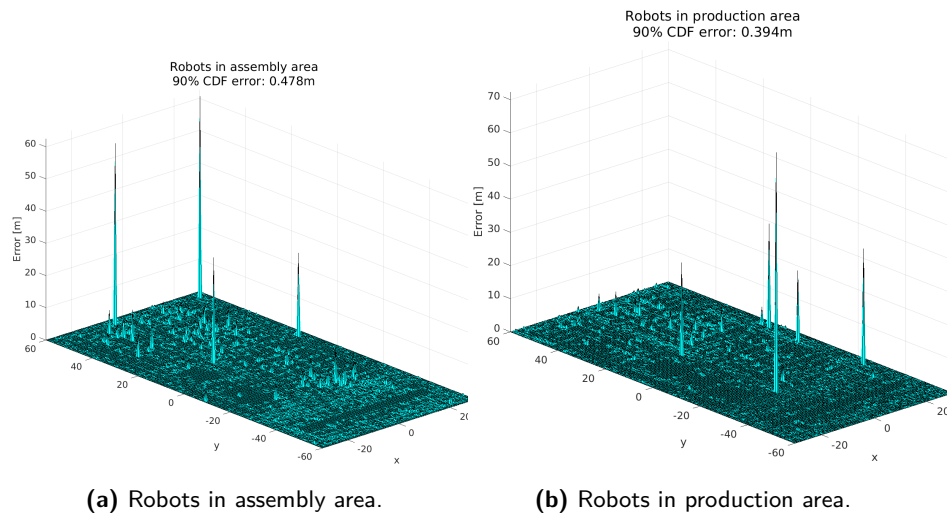 Robots in assembly area
90% CDF error: 0.478m
Error [m]
60
50
40
30
20
10
0
60
40
20
0
-20
-40
-60
y
-20
0
20
x
(a) Robots in assembly area.
Robots in production area
90% CDF error: 0.394m
Error [m]
70
60
50
40
30
20
10
0
60
40
20
0
-20
-40
-60
y
-20
0
20
x
(b) Robots in production area.